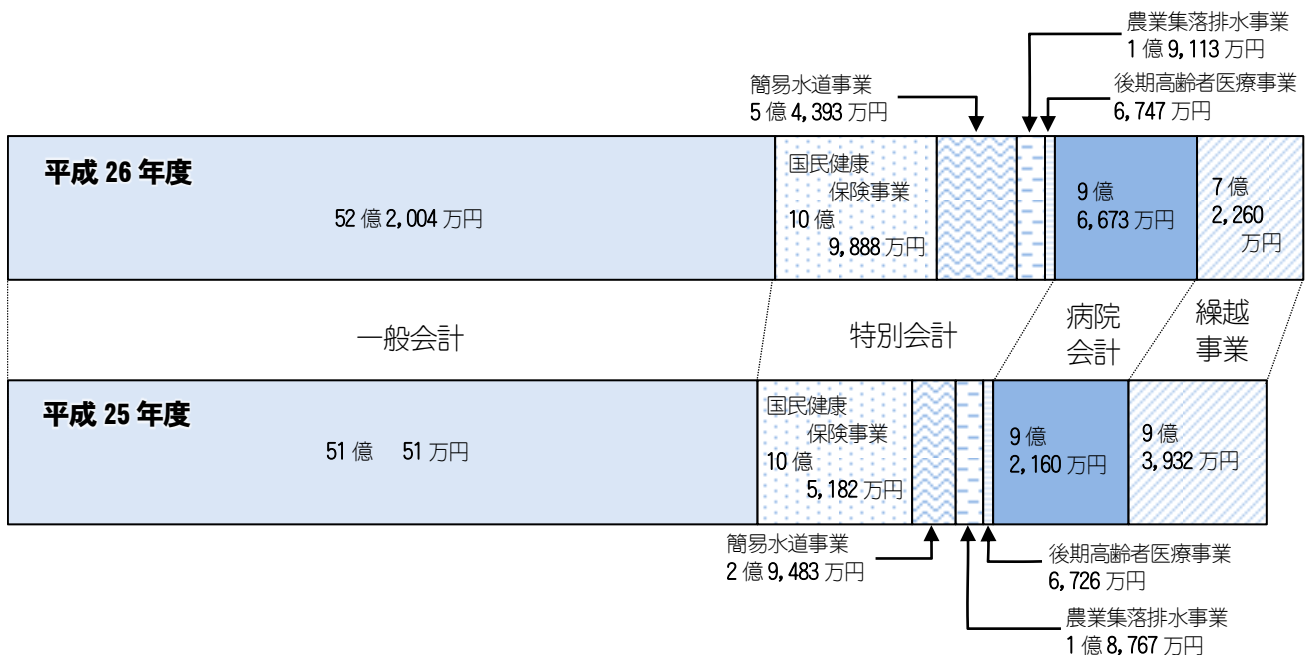 農業集落排水事業
1億9,113万円
簡易水道事業
5億4,393万円
後期高齢者医療事業
6,747万円
平成26年度
52億2,004万円
国民健康
保険事業
10億
9,888万円
9億
6,673万円
7億
2,260
万円
一般会計
特別会計
病院
会計
繰越
事業
平成25年度
51億 51万円
国民健康
保険事業
10億
5,182万円
9億
2,160万円
9億
3,932万円
簡易水道事業
2億9,483万円
後期高齢者医療事業
6,726万円
農業集落排水事業
1億8,767万円